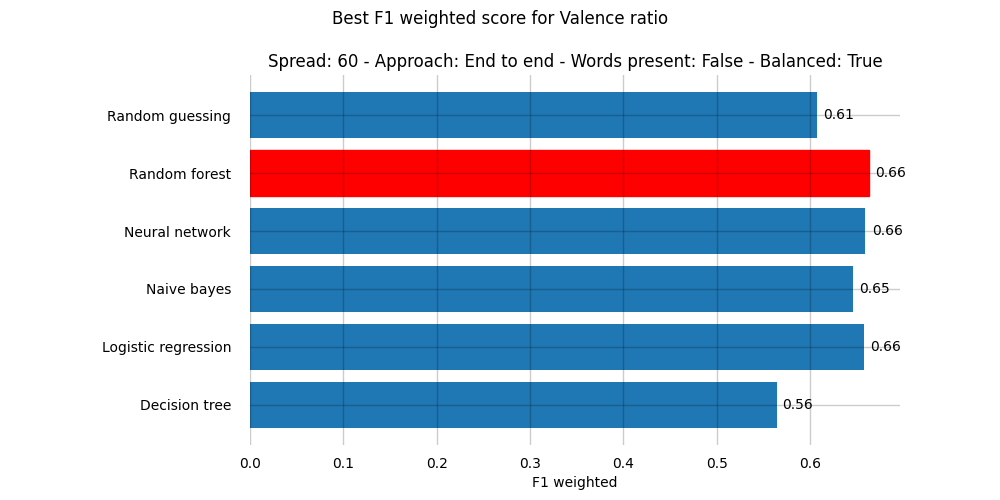 Best F1 weighted score for Valence ratio
Spread: 60 - Approach: End to end - Words present: False - Balanced: True
Random guessing 0.61
Random forest 0.66
Neural network 0.66
Naive bayes 0.65
Logistic regression 0.66
Decision tree 0.56
0.0 0.1 0.2 0.3 0.4 0.5 0.6
F1 weighted